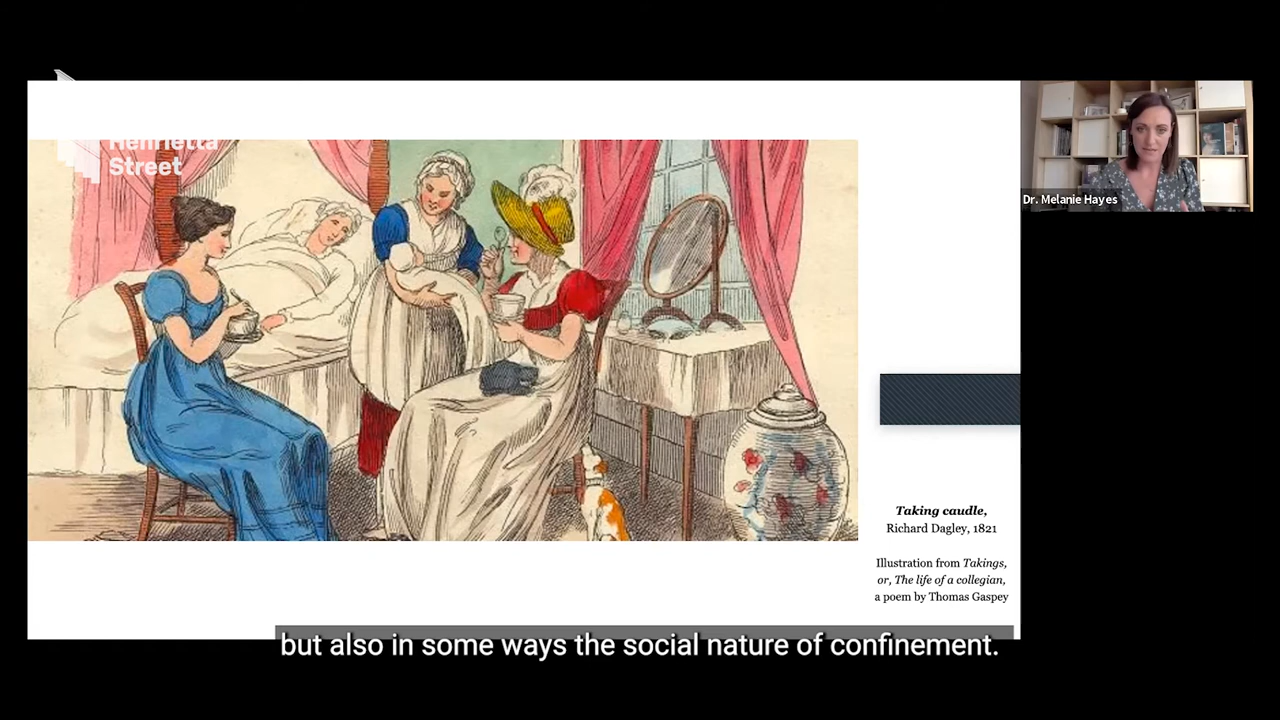 Henrietta
Street
Dr. Melanie Hayes
Taking caudle,
Richard Dagley, 1821
Illustration from Takings,
or, The life of a collegian,
a poem by Thomas Gaspey
but also in some ways the social nature of confinement.